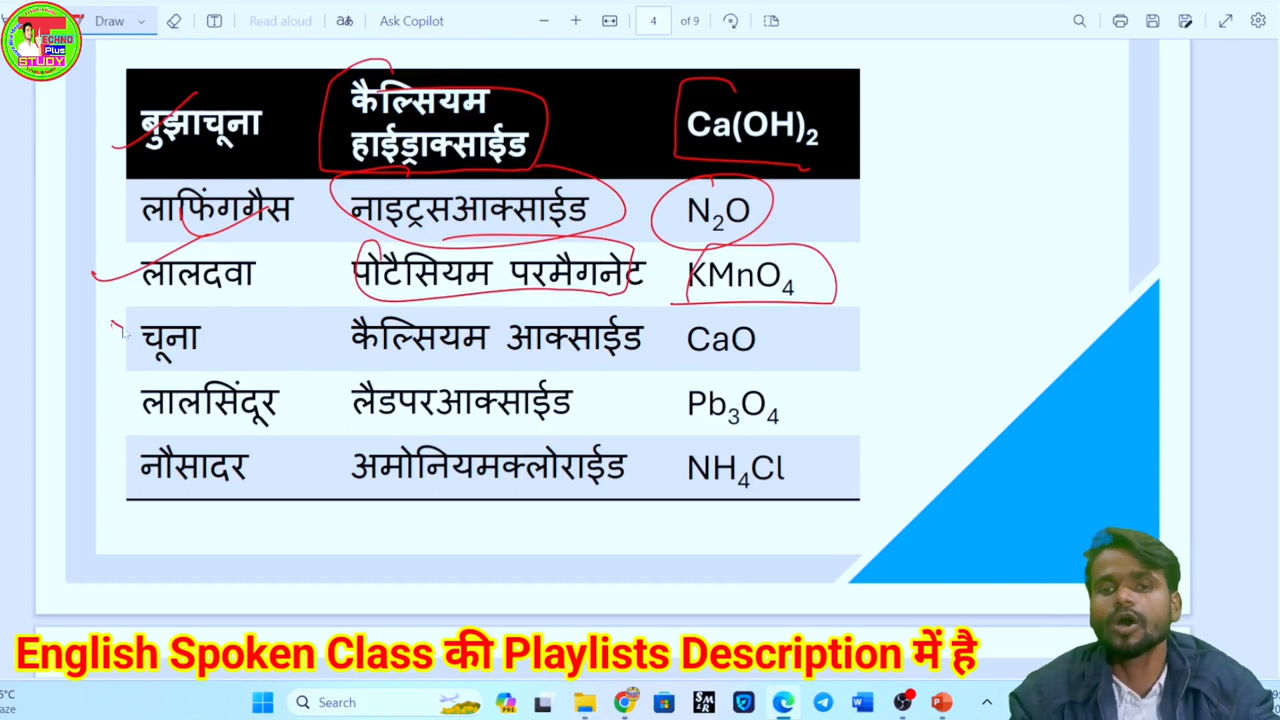 Draw
Read aloud
Ask Copilot
4 of 9
ECHNO
Plus
STUDY
बुझाचूना कैल्सियम हाईड्राक्साईड Ca(OH)₂
लाफिंगगैस नाइट्रसआक्साईड N₂O
लालदवा पोटैसियम परमैगनेट KMnO₄
चूना कैल्सियम आक्साईड CaO
लालसिंदूर लैडपरआक्साईड Pb₃O₄
नौसादर अमोनियमक्लोराईड NH₄Cl
English Spoken Class की Playlists Description में है
Search